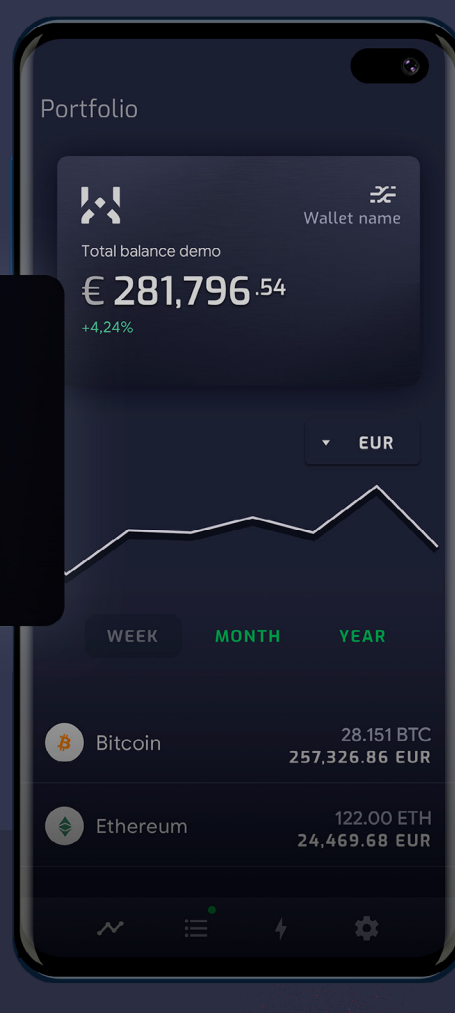 Portfolio
Wallet name
Total balance demo
€ 281,796.54
+4,24%
EUR
WEEK MONTH YEAR
Bitcoin 28.151 BTC
257,326.86 EUR
Ethereum 122.00 ETH
24,469.68 EUR